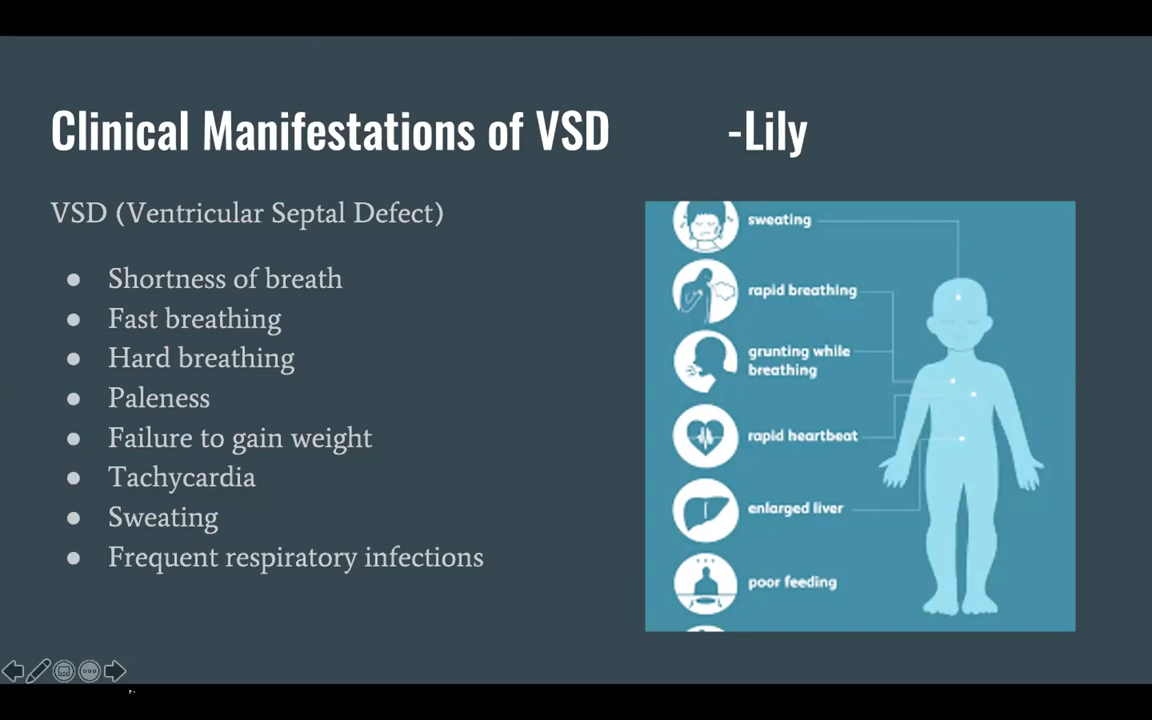 Clinical Manifestations of VSD -Lily
VSD (Ventricular Septal Defect)
● Shortness of breath
● Fast breathing
● Hard breathing
● Paleness
● Failure to gain weight
● Tachycardia
● Sweating
● Frequent respiratory infections
sweating
rapid breathing
grunting while
breathing
rapid heartbeat
enlarged liver
poor feeding